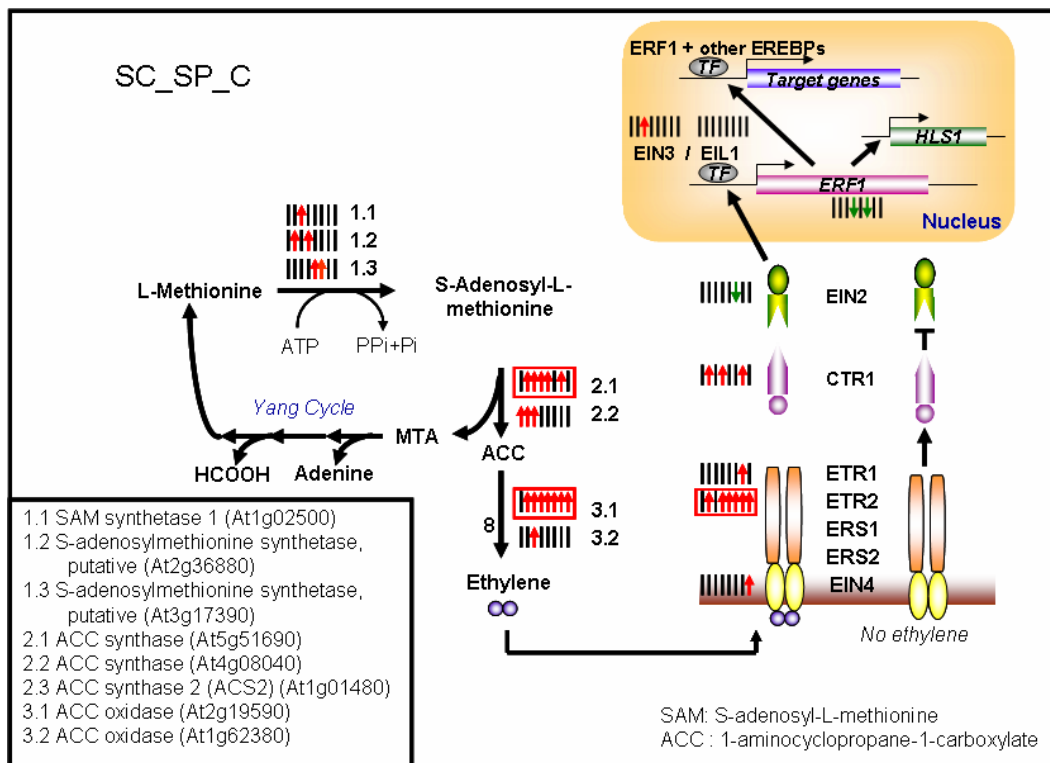 SC_SP_C
ERF1 + other EREBPs
TF
Target genes
EIN3 / EIL1
HLS1
TF
ERF1
Nucleus
1.1
1.2
1.3
L-Methionine
S-Adenosyl-L-
methionine
ATP
PPi+Pi
EIN2
CTR1
2.1
2.2
Yang Cycle
MTA
ACC
HCOOH
Adenine
ETR1
ETR2
ERS1
ERS2
EIN4
3.1
3.2
8
Ethylene
No ethylene
1.1 SAM synthetase 1 (At1g02500)
1.2 S-adenosylmethionine synthetase,
putative (At2g36880)
1.3 S-adenosylmethionine synthetase,
putative (At3g17390)
2.1 ACC synthase (At5g51690)
2.2 ACC synthase (At4g08040)
2.3 ACC synthase 2 (ACS2) (At1g01480)
3.1 ACC oxidase (At2g19590)
3.2 ACC oxidase (At1g62380)
SAM: S-adenosyl-L-methionine
ACC : 1-aminocyclopropane-1-carboxylate